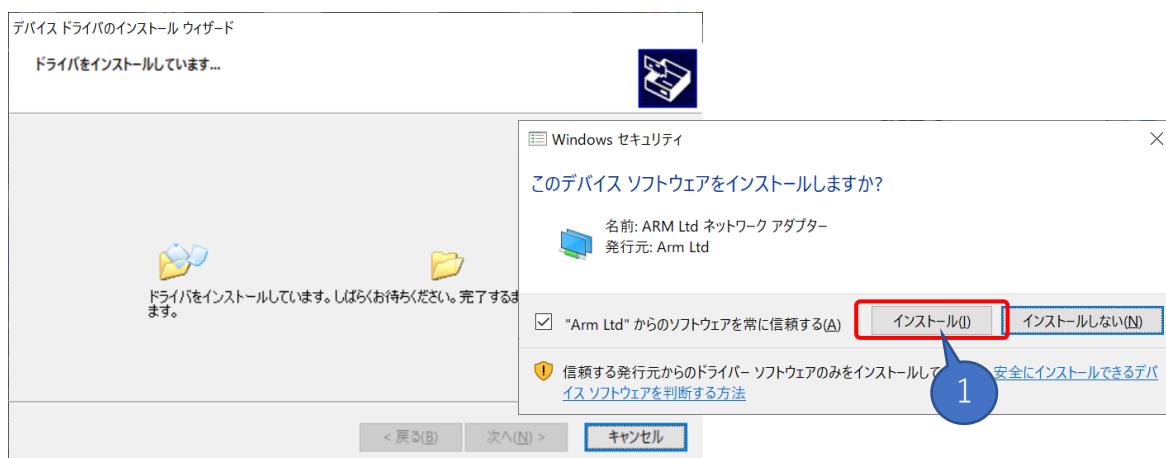 デバイス ドライバのインストール ウィザード
ドライバをインストールしています...
ドライバをインストールしています。しばらくお待ちください。完了するま
ます。
Windows セキュリティ
このデバイス ソフトウェアをインストールしますか?
名前: ARM Ltd ネットワーク アダプター
発行元: Arm Ltd
"Arm Ltd" からのソフトウェアを常に信頼する(A)
インストール(I)
インストールしない(N)
信頼する発行元からのドライバー ソフトウェアのみをインストールして 安全にインストールできるデバ
イス ソフトウェアを判断する方法
1
< 戻る(B)
次へ(N) >
キャンセル